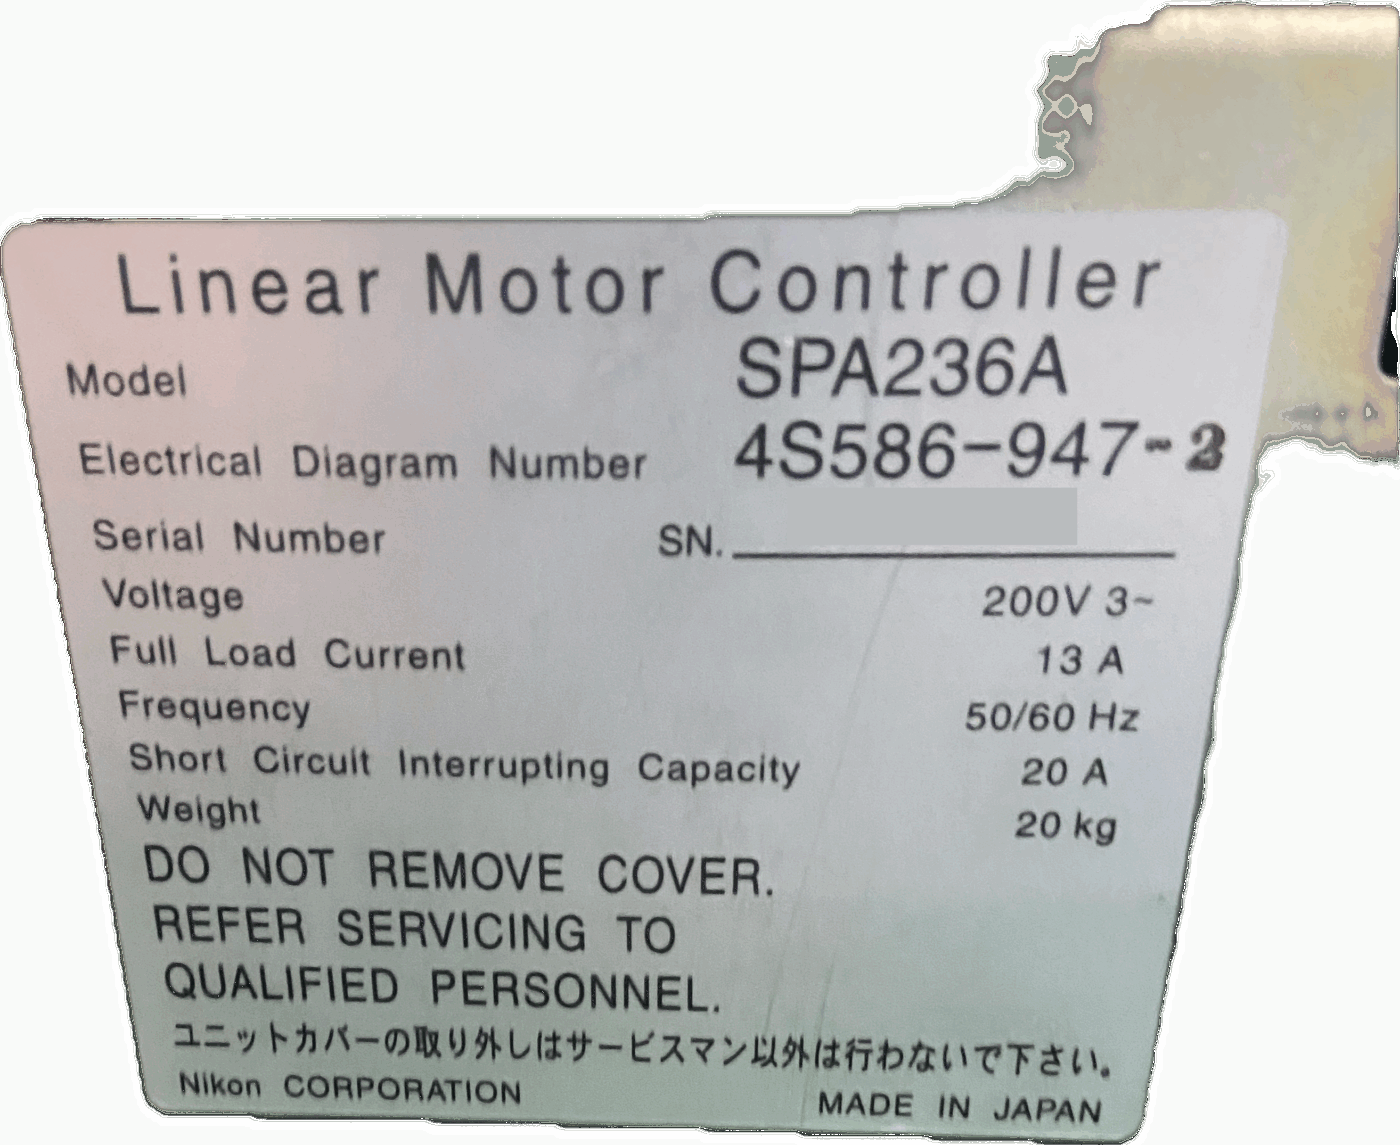 Linear Motor Controller
Model SPA236A
Electrical Diagram Number 4S586-947-2
Serial Number SN.
Voltage 200V 3~
Full Load Current 13 A
Frequency 50/60 Hz
Short Circuit Interrupting Capacity 20 A
Weight 20 kg
DO NOT REMOVE COVER.
REFER SERVICING TO
QUALIFIED PERSONNEL.
ユニットカバーの取り外しはサービスマン以外は行わないで下さい。
Nikon CORPORATION MADE IN JAPAN